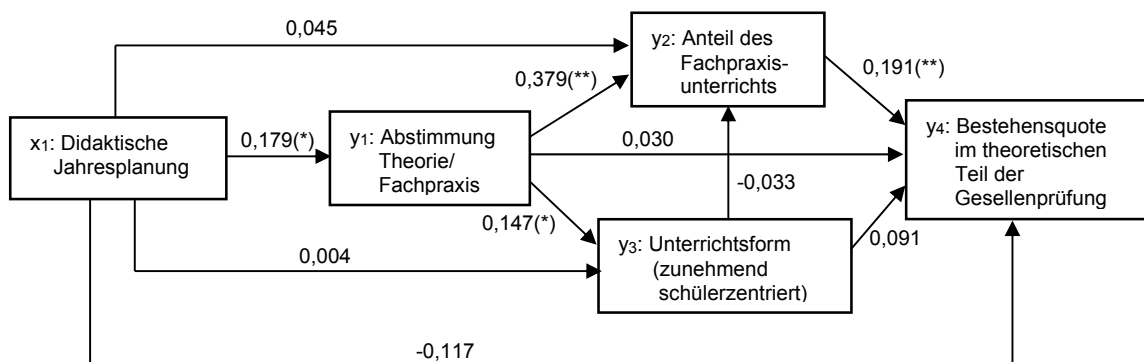 0,045
y2: Anteil des
Fachpraxis-
unterrichts
0,379(**)
0,191(**)
x1: Didaktische
Jahresplanung
0,179(*)
y1: Abstimmung
Theorie/
Fachpraxis
0,030
y4: Bestehensquote
im theoretischen
Teil der
Gesellenprüfung
-0,033
0,147(*)
y3: Unterrichtsform
(zunehmend
schülerzentriert)
0,091
0,004
-0,117